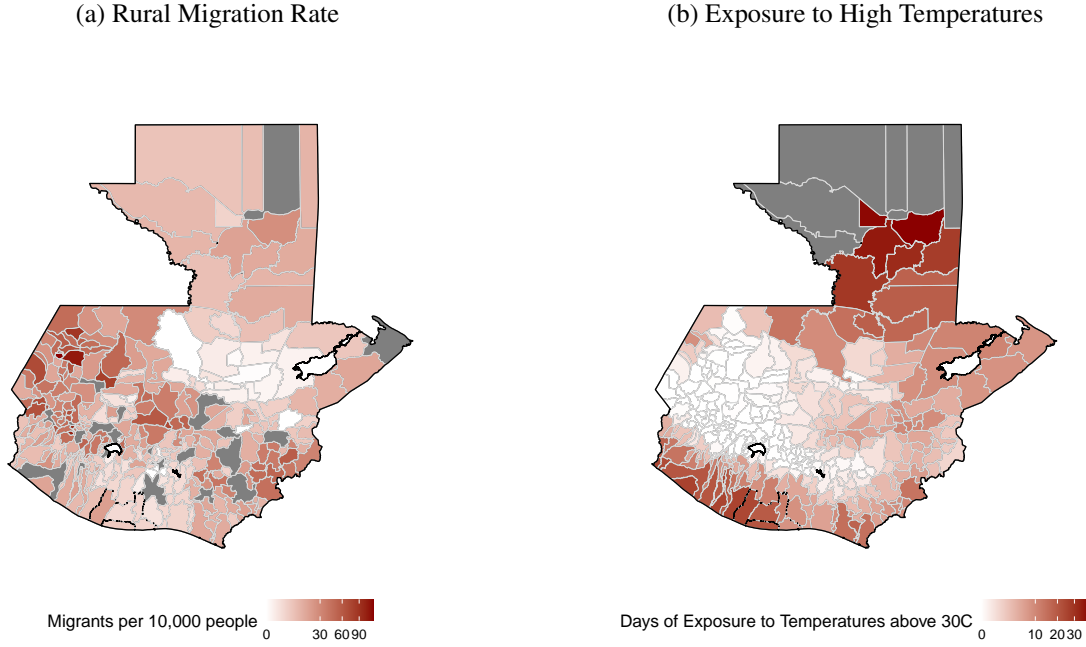 (a) Rural Migration Rate
(b) Exposure to High Temperatures
Migrants per 10,000 people
0 30 60 90
Days of Exposure to Temperatures above 30C
0 10 20 30